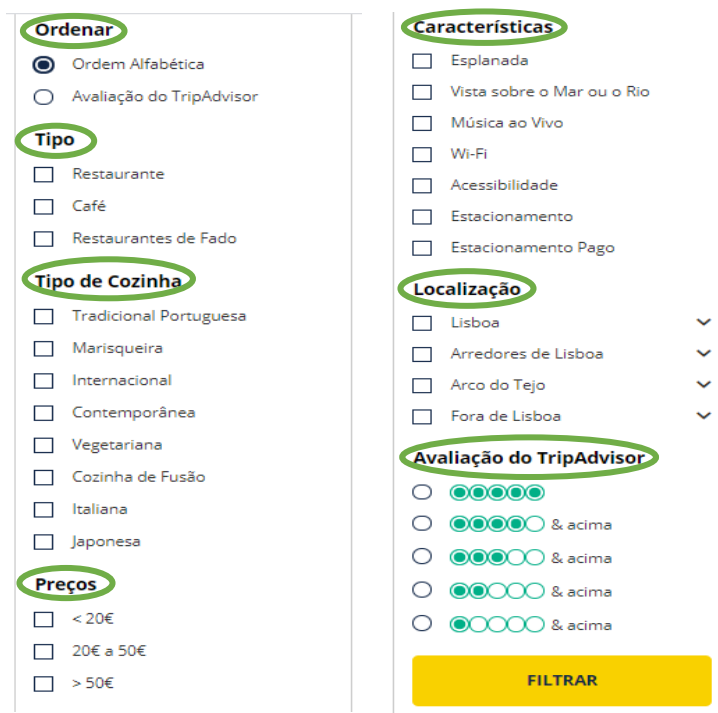 Ordenar
Ordem Alfabética
Avaliação do TripAdvisor
Tipo
Restaurante
Café
Restaurantes de Fado
Tipo de Cozinha
Tradicional Portuguesa
Marisqueira
Internacional
Contemporânea
Vegetariana
Cozinha de Fusão
Italiana
Japonesa
Preços
< 20€
20€ a 50€
> 50€
Características
Esplanada
Vista sobre o Mar ou o Rio
Música ao Vivo
Wi-Fi
Acessibilidade
Estacionamento
Estacionamento Pago
Localização
Lisboa
Arredores de Lisboa
Arco do Tejo
Fora de Lisboa
Avaliação do TripAdvisor
& acima
& acima
& acima
& acima
FILTRAR